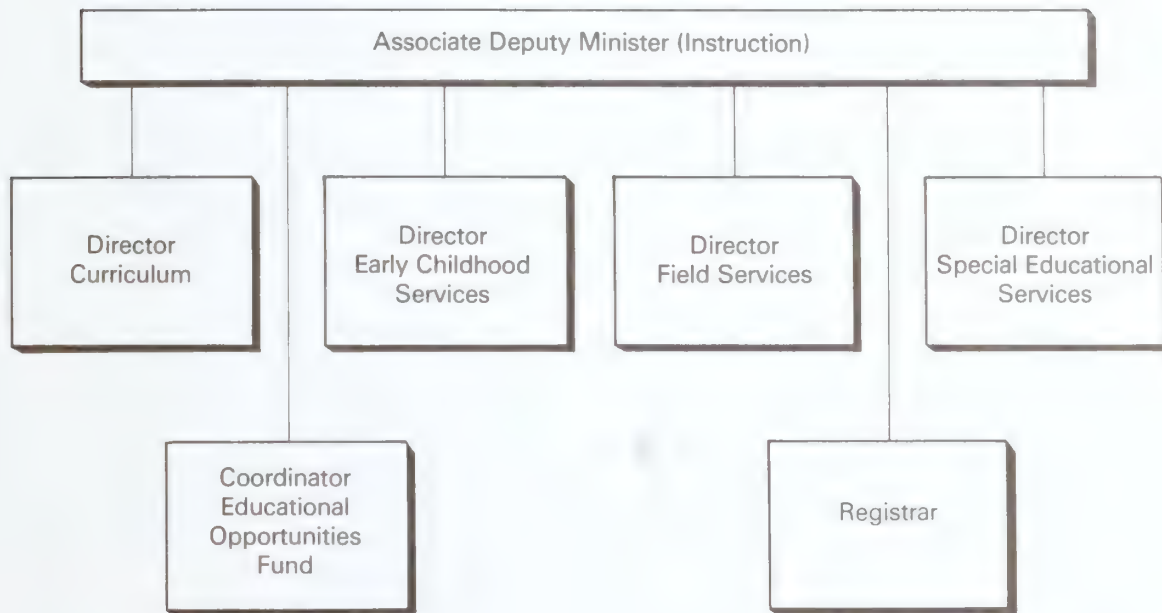 Associate Deputy Minister (Instruction)
Director
Curriculum
Director
Early Childhood
Services
Director
Field Services
Director
Special Educational
Services
Coordinator
Educational
Opportunities
Fund
Registrar